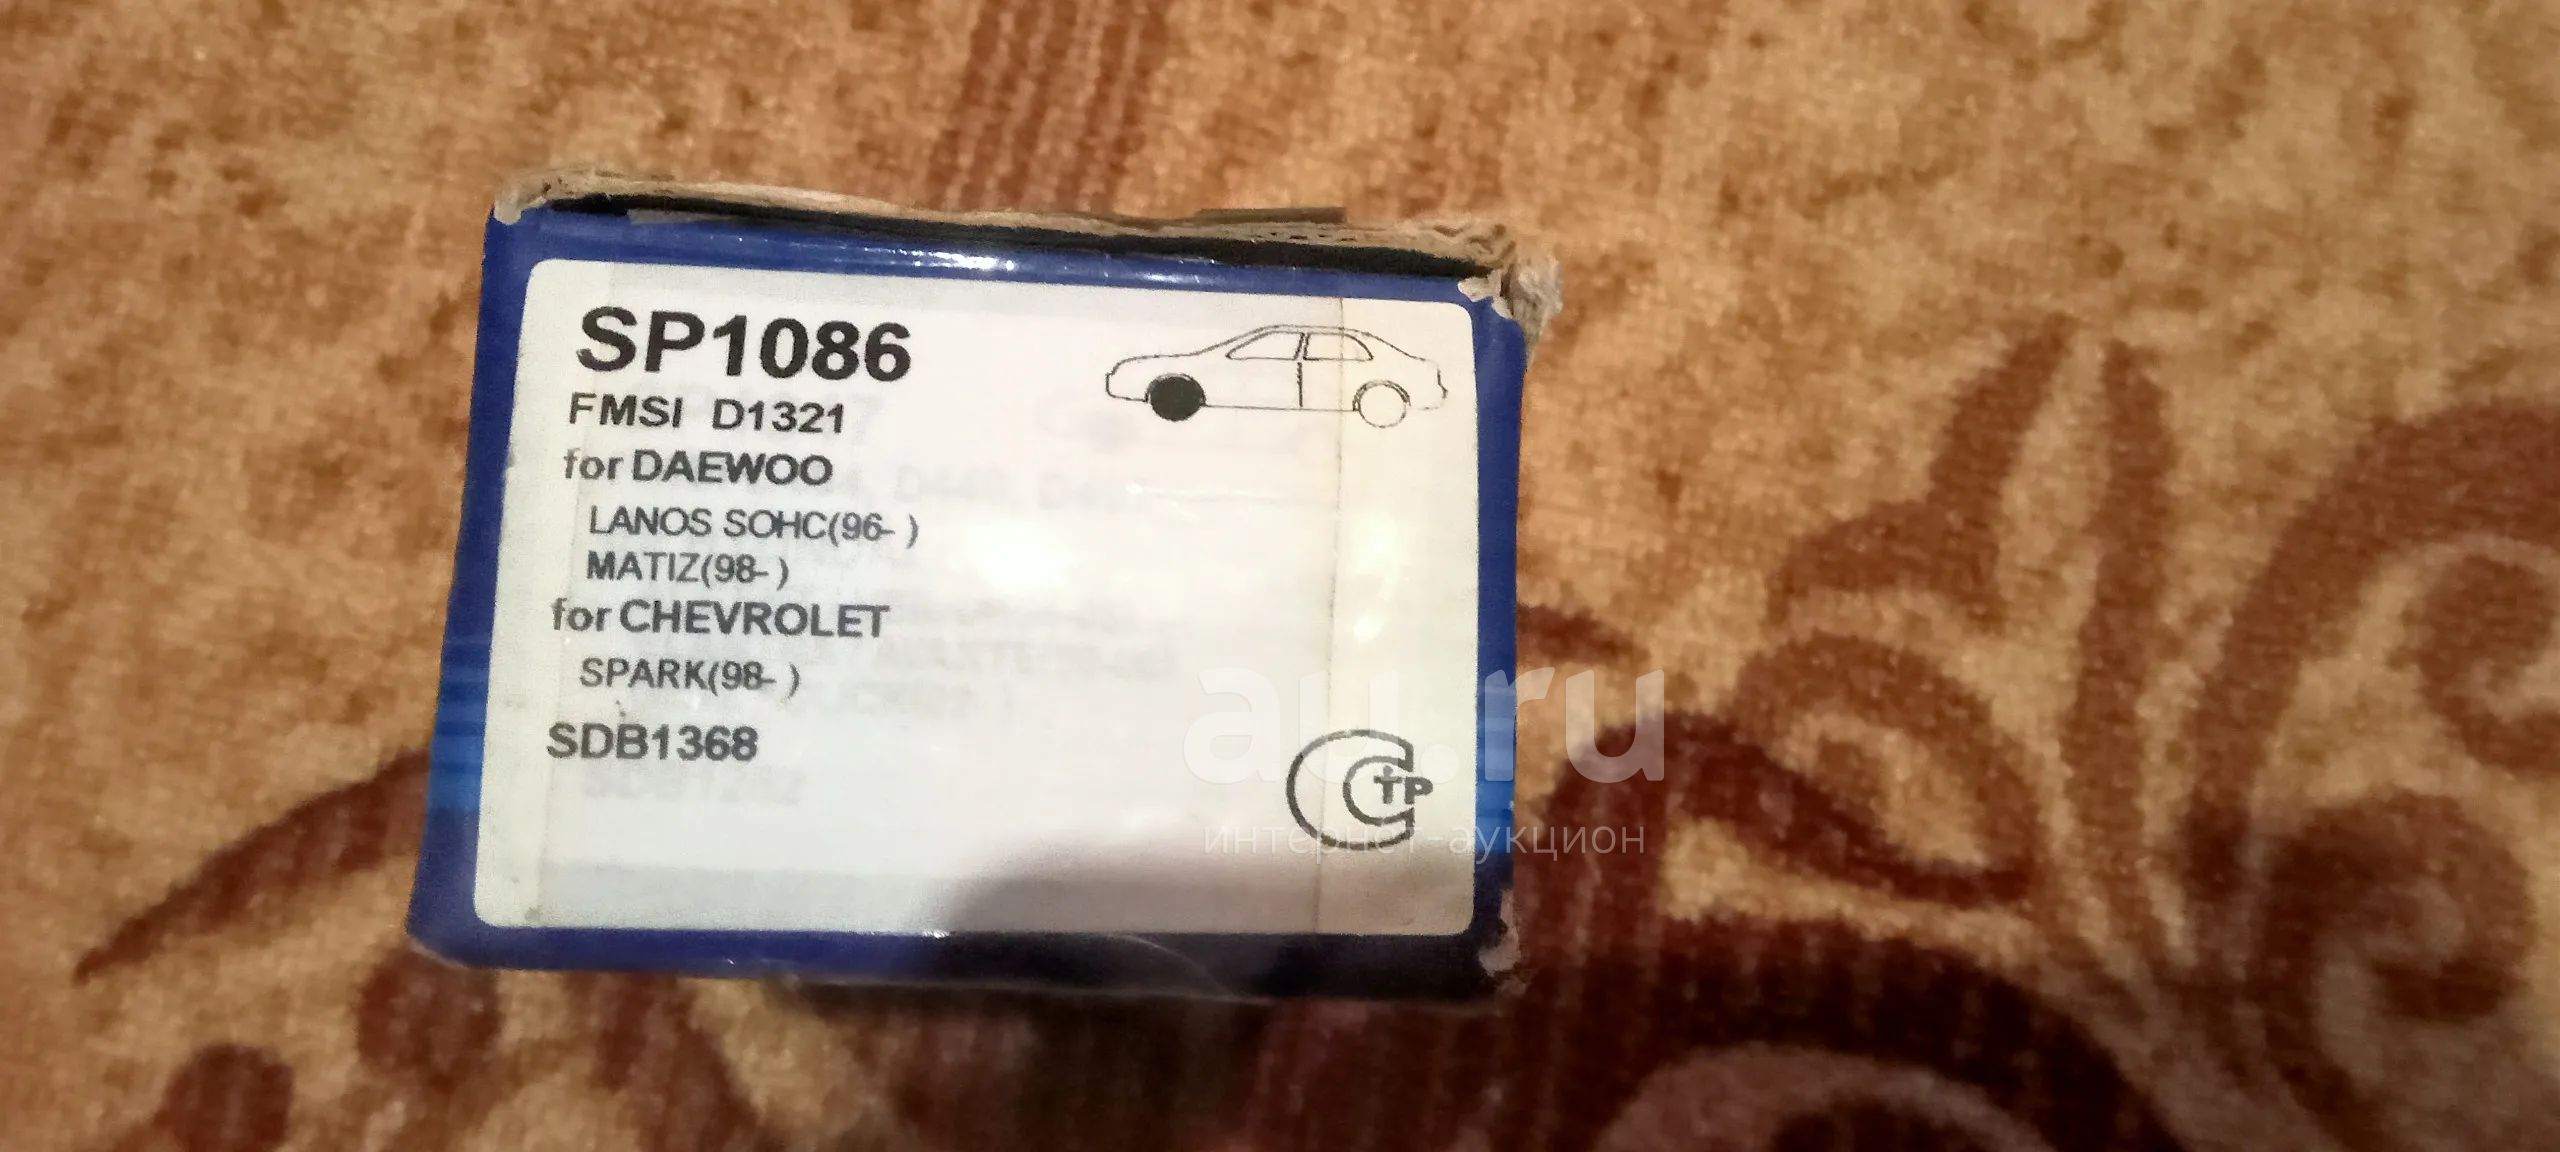 SP1086
FMSI D1321
for DAEWOO
LANOS SOHC(96- )
MATIZ(98- )
for CHEVROLET
SPARK(98- )
SDB1368
СТР
au.ru
интернет-аукцион